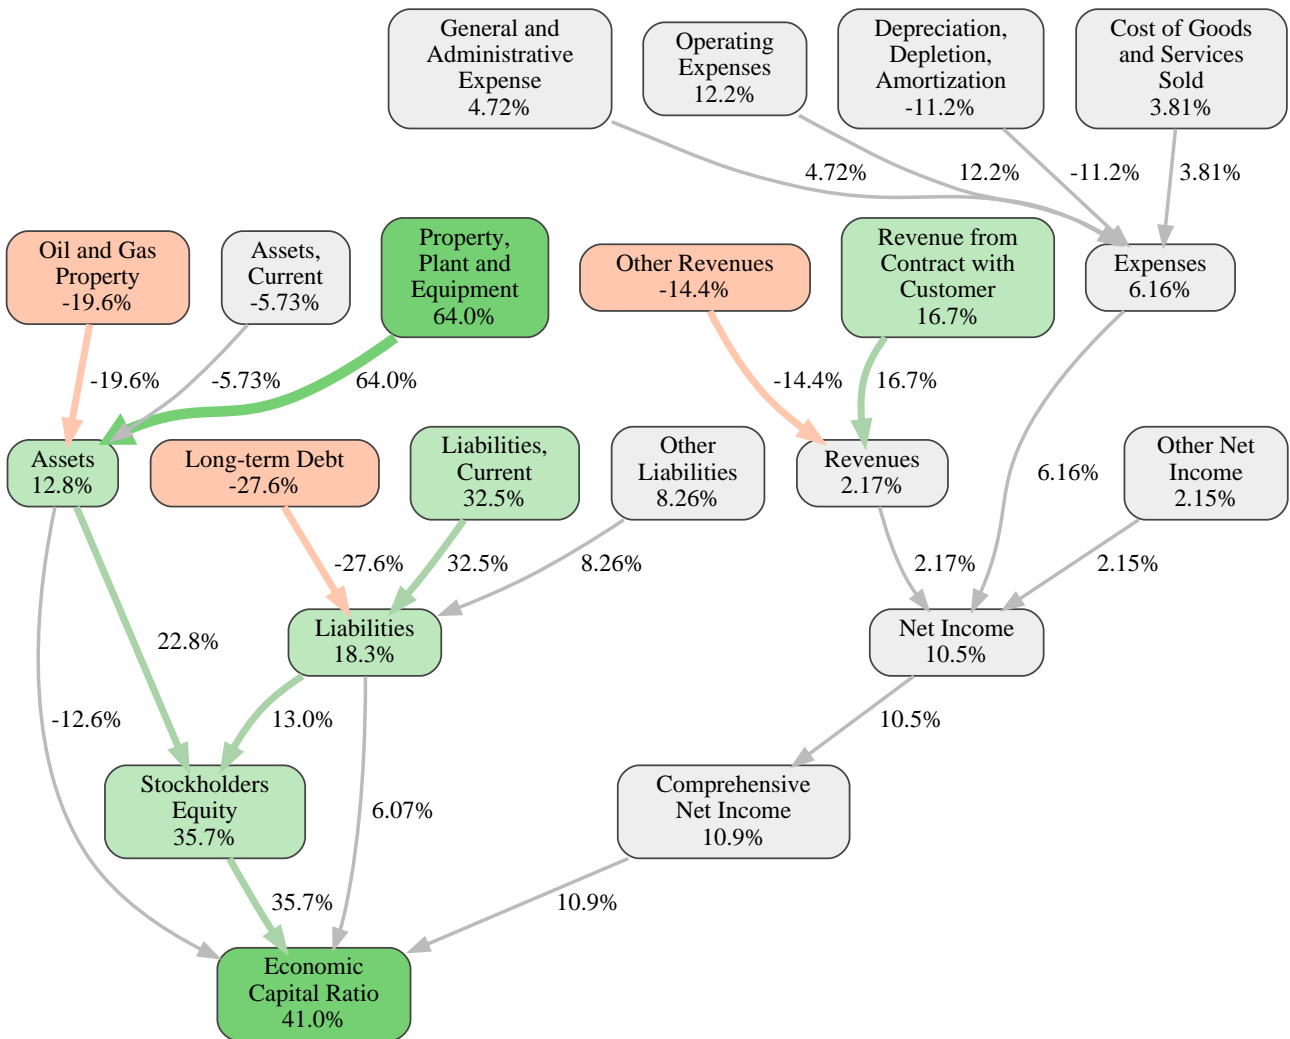 General and
Administrative
Expense
4.72%
Operating
Expenses
12.2%
Depreciation,
Depletion,
Amortization
-11.2%
Cost of Goods
and Services
Sold
3.81%
4.72%
12.2%
-11.2%
3.81%
Oil and Gas
Property
-19.6%
Assets,
Current
-5.73%
Property,
Plant and
Equipment
64.0%
Other Revenues
-14.4%
Revenue from
Contract with
Customer
16.7%
Expenses
6.16%
-19.6%
-5.73%
64.0%
-14.4%
16.7%
Assets
12.8%
Long-term Debt
-27.6%
Liabilities,
Current
32.5%
Other
Liabilities
8.26%
Revenues
2.17%
6.16%
Other Net
Income
2.15%
-27.6%
32.5%
8.26%
2.17%
2.15%
22.8%
Liabilities
18.3%
Net Income
10.5%
-12.6%
13.0%
10.5%
Stockholders
Equity
35.7%
6.07%
Comprehensive
Net Income
10.9%
35.7%
10.9%
Economic
Capital Ratio
41.0%